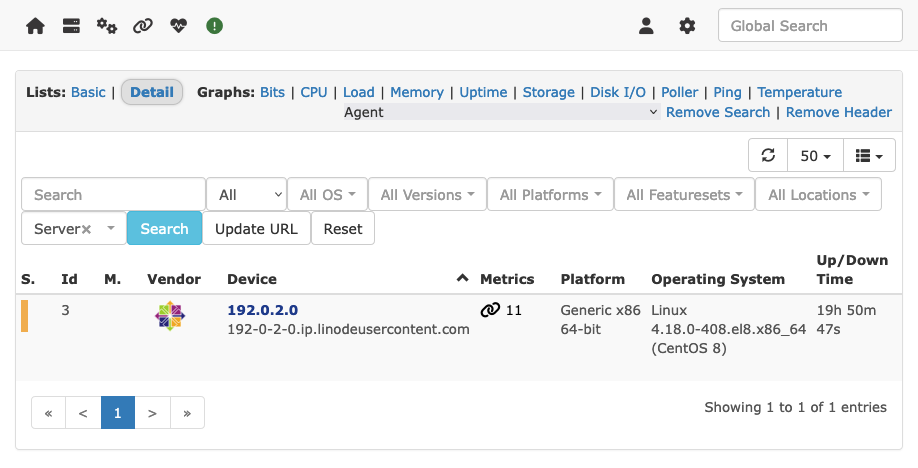 Global Search
Lists: Basic | Detail Graphs: Bits | CPU | Load | Memory | Uptime | Storage | Disk I/O | Poller | Ping | Temperature
Agent Remove Search | Remove Header
50
Search All All OS All Versions All Platforms All Featuresets All Locations
Server× Search Update URL Reset
S. Id M. Vendor Device Metrics Platform Operating System Up/Down Time
3 192.0.2.0 11 Generic x86 Linux 19h 50m
192-0-2-0.ip.linodeusercontent.com 64-bit 4.18.0-408.el8.x86_64 47s
(CentOS 8)
« < 1 > » Showing 1 to 1 of 1 entries